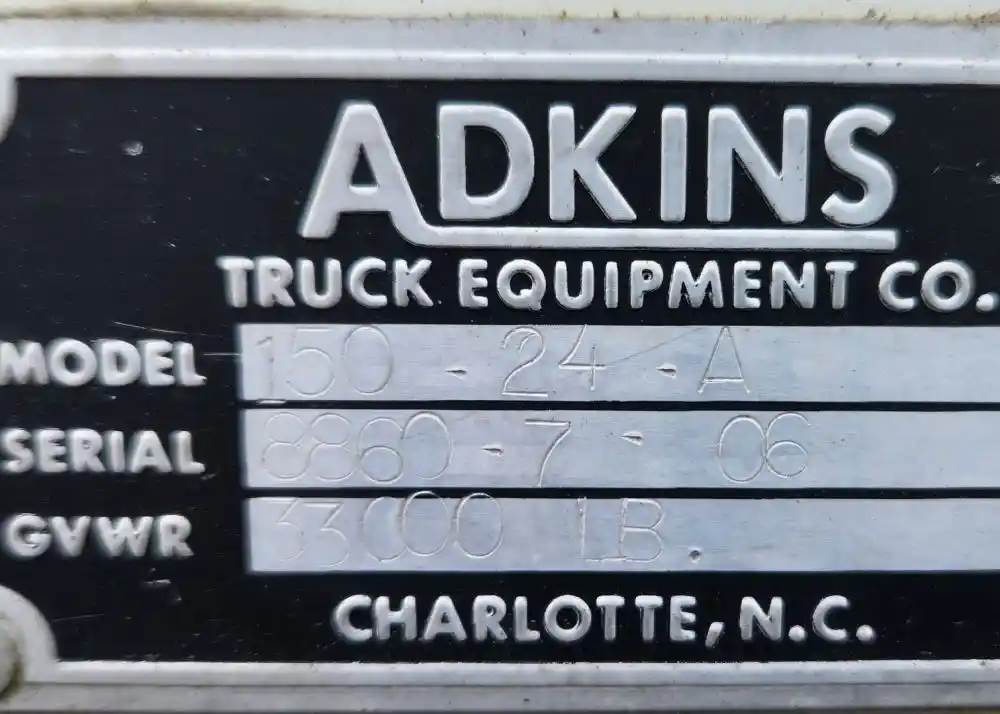 ADKINS
TRUCK EQUIPMENT CO.
MODEL 150-24-A
SERIAL 8860-7-06
GVWR 33000 LB.
CHARLOTTE, N.C.